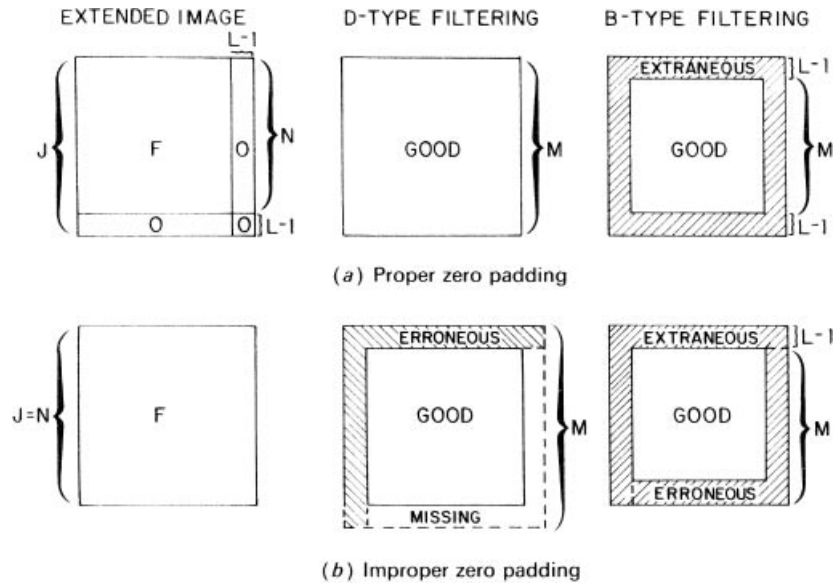 EXTENDED IMAGE
D-TYPE FILTERING
B-TYPE FILTERING
L-1
J
F
O
N
O
O
L-1
GOOD
M
EXTRANEOUS
L-1
GOOD
M
L-1
(a) Proper zero padding
J=N
F
ERRONEOUS
GOOD
M
MISSING
EXTRANEOUS
L-1
GOOD
M
ERRONEOUS
(b) Improper zero padding